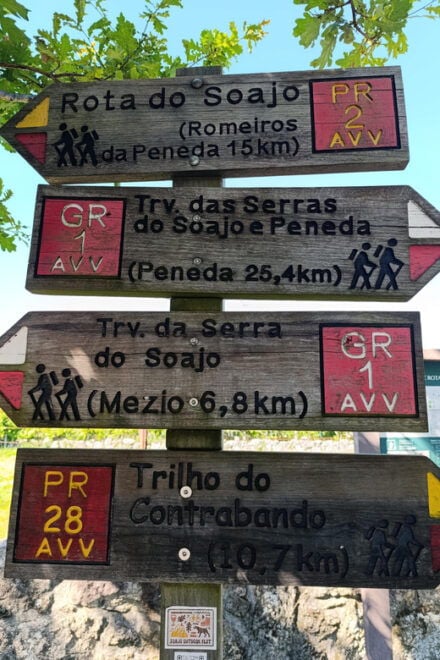 Rota do Soajo
(Romeiros
da Peneda 15km)
PR
2
AVV
GR
1
AVV
Trv. das Serras
do Soajo e Peneda
(Peneda 25,4km)
Trv. da Serra
do Soajo
(Mezio 6,8km)
GR
1
AVV
PR
28
AVV
Trilho do
Contrabando
(10,7km)